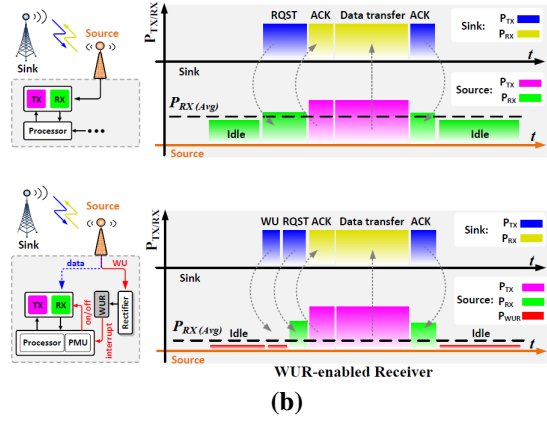 Source
Sink
TX RX
Processor
P_TX/RX
RQST ACK Data transfer ACK
t
Sink:
P_TX
P_RX
Sink
Source:
P_TX
P_RX
P_RX (Avg)
Idle
Idle
Source
t
Source
Sink
data
WU
TX RX
on/off
WUR
Rectifier
Processor PMU
interrupt
P_TX/RX
WU RQST ACK Data transfer ACK
t
Sink:
P_TX
P_RX
Sink
Source:
P_TX
P_RX
P_WUR
P_RX (Avg)
Idle
Idle
Source
t
WUR-enabled Receiver
(b)